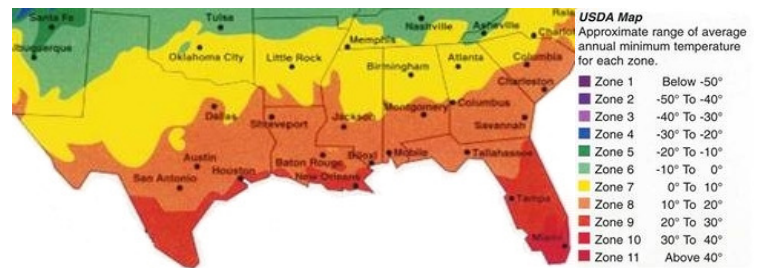 Santa Fe
Tulsa
Nashville
Asheville
Rale
Charlot
Albuquerque
Oklahoma City
Memphis
Little Rock
Birmingham
Atlanta
Columbia
Charleston
Dallas
Shreveport
Jackson
Montgomery
Columbus
Savannah
Austin
San Antonio
Houston
Baton Rouge
New Orleans
Biloxi
Mobile
Tallahassee
Tampa
Miami
USDA Map
Approximate range of average
annual minimum temperature
for each zone.
Zone 1 Below -50°
Zone 2 -50° To -40°
Zone 3 -40° To -30°
Zone 4 -30° To -20°
Zone 5 -20° To -10°
Zone 6 -10° To 0°
Zone 7 0° To 10°
Zone 8 10° To 20°
Zone 9 20° To 30°
Zone 10 30° To 40°
Zone 11 Above 40°